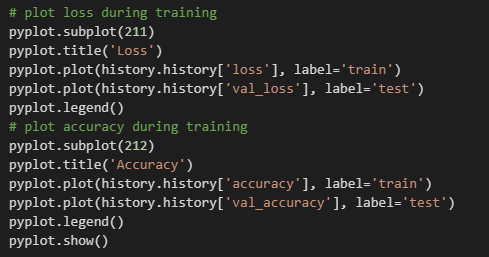 # plot loss during training
pyplot.subplot(211)
pyplot.title('Loss')
pyplot.plot(history.history['loss'], label='train')
pyplot.plot(history.history['val_loss'], label='test')
pyplot.legend()
# plot accuracy during training
pyplot.subplot(212)
pyplot.title('Accuracy')
pyplot.plot(history.history['accuracy'], label='train')
pyplot.plot(history.history['val_accuracy'], label='test')
pyplot.legend()
pyplot.show()